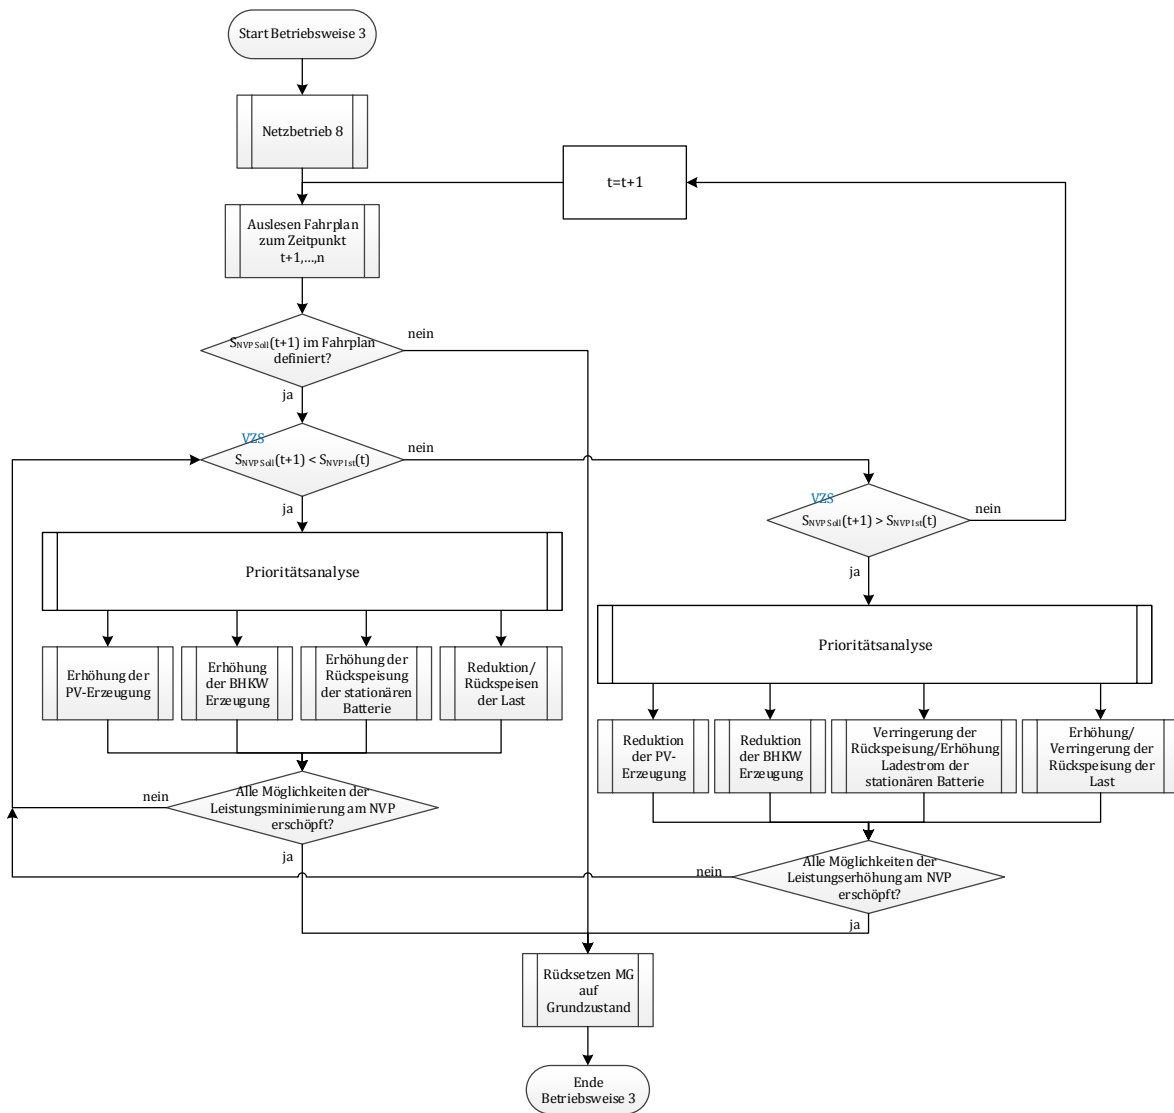 Start Betriebsweise 3
Netzbetrieb 8
t=t+1
Auslesen Fahrplan
zum Zeitpunkt
t+1,...,n
S_NVP Soll(t+1) im Fahrplan
definiert?
nein
ja
VZS
S_NVP Soll(t+1) < S_NVP Ist(t)
nein
ja
VZS
S_NVP Soll(t+1) > S_NVP Ist(t)
nein
ja
Prioritätsanalyse
Erhöhung der
PV-Erzeugung
Erhöhung
der BHKW
Erzeugung
Erhöhung der
Rückspeisung
der stationären
Batterie
Reduktion/
Rückspeisen
der Last
Alle Möglichkeiten der
Leistungsminimierung am NVP
erschöpft?
nein
ja
Prioritätsanalyse
Reduktion
der PV-
Erzeugung
Reduktion
der BHKW
Erzeugung
Verringerung der
Rückspeisung/Erhöhung
Ladestrom der
stationären Batterie
Erhöhung/
Verringerung der
Rückspeisung der
Last
Alle Möglichkeiten der
Leistungserhöhung am NVP
erschöpft?
nein
ja
Rücksetzen MG
auf
Grundzustand
Ende
Betriebsweise 3